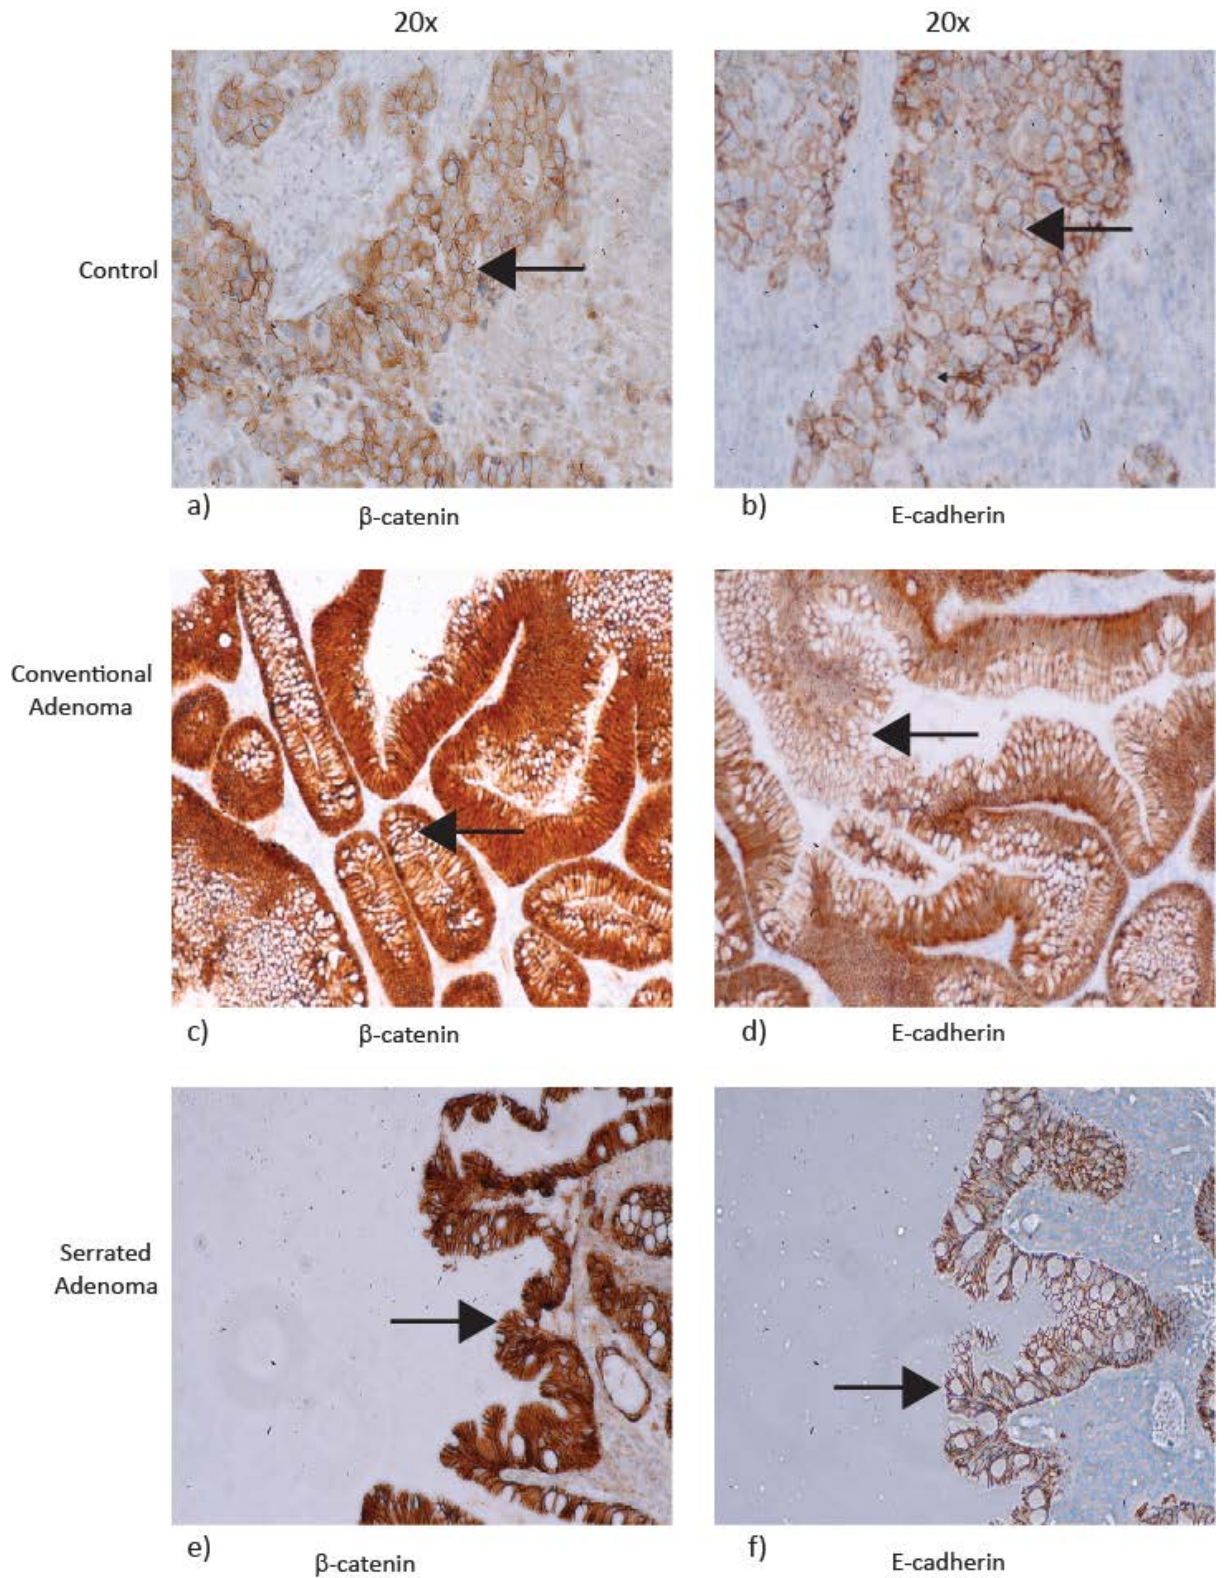 20x
20x
Control
a)
β-catenin
b)
E-cadherin
Conventional
Adenoma
c)
β-catenin
d)
E-cadherin
Serrated
Adenoma
e)
β-catenin
f)
E-cadherin